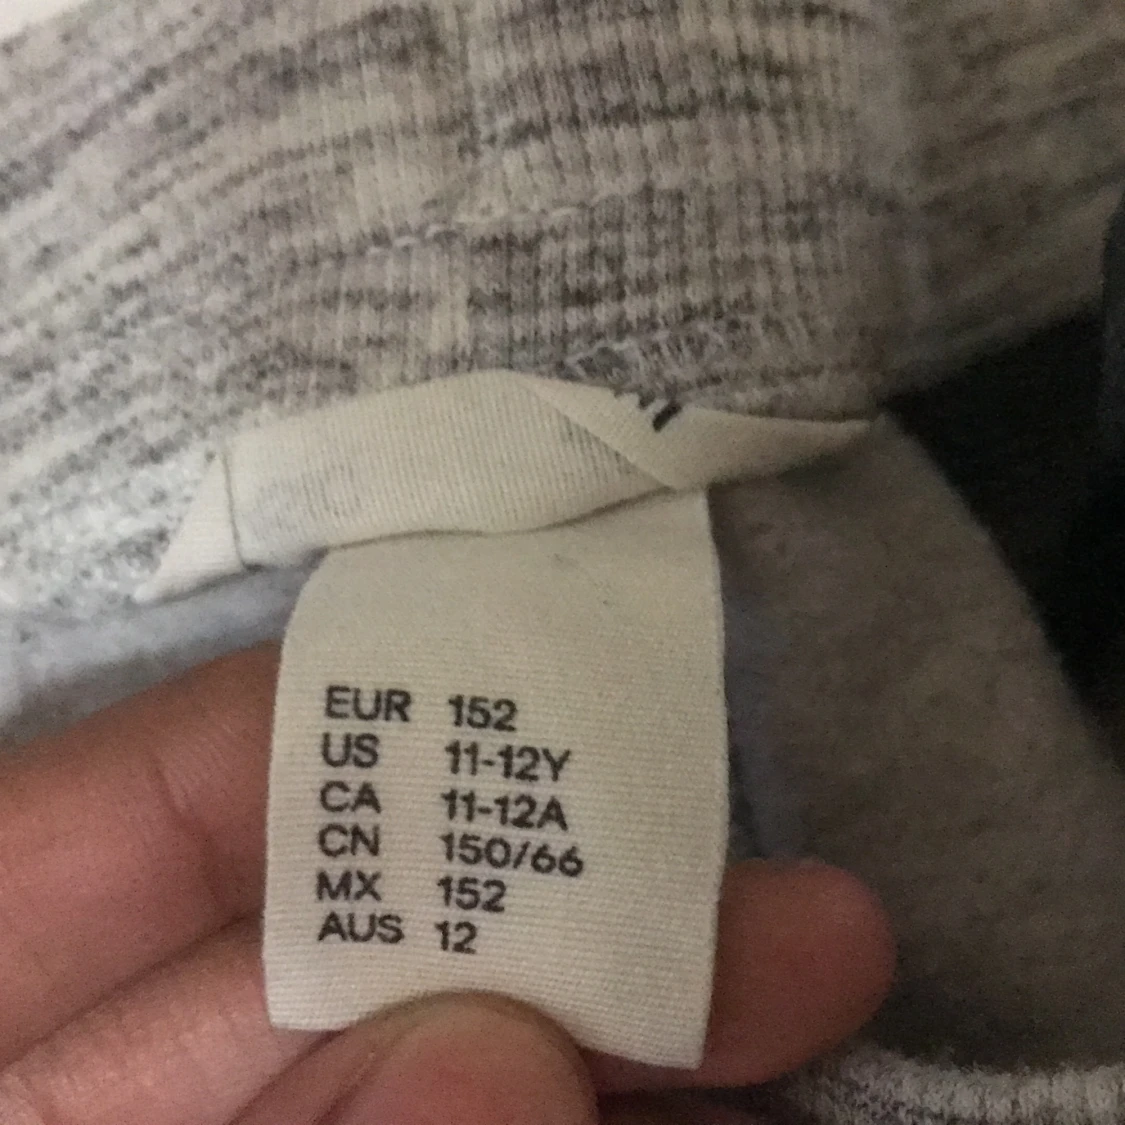 EUR 152
US 11-12Y
CA 11-12A
CN 150/66
MX 152
AUS 12